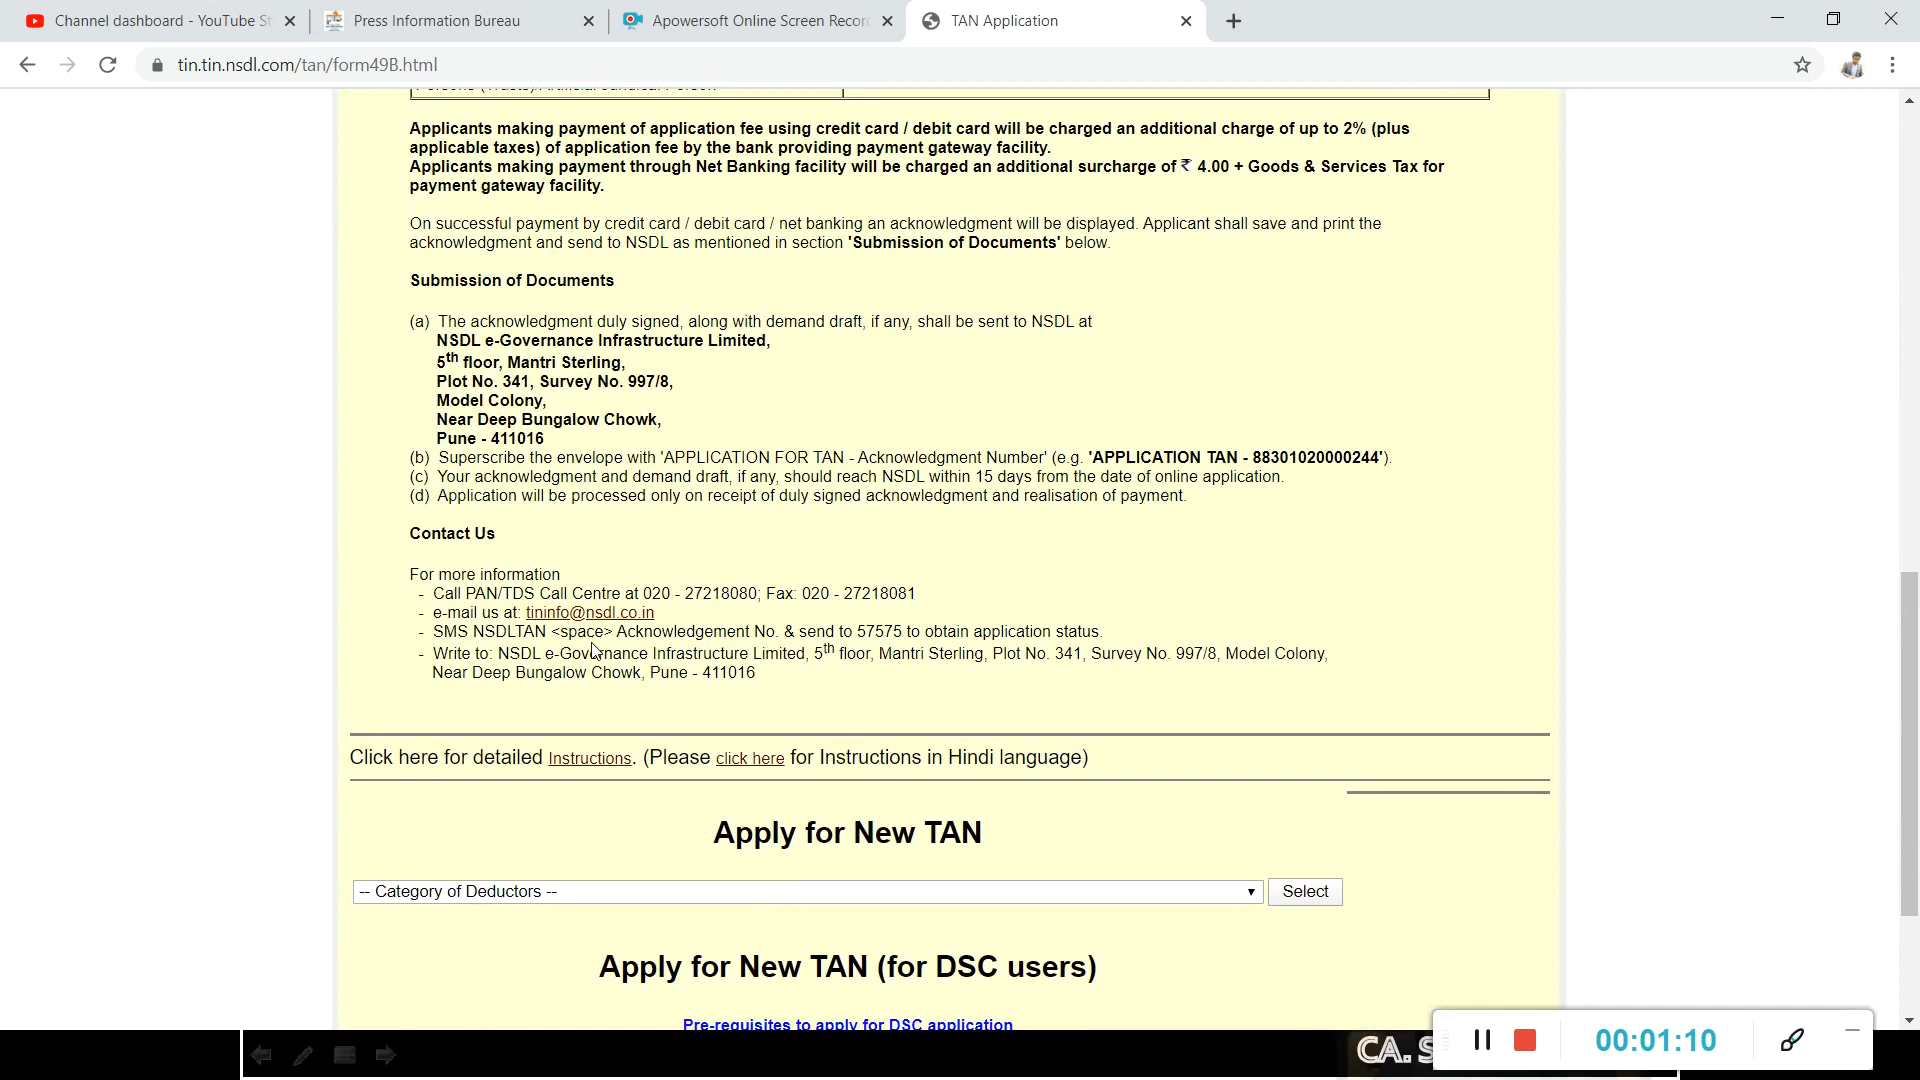 Channel dashboard - YouTube St
Press Information Bureau
Apowersoft Online Screen Recor
TAN Application
tin.tin.nsdl.com/tan/form49B.html
Applicants making payment of application fee using credit card / debit card will be charged an additional charge of up to 2% (plus
applicable taxes) of application fee by the bank providing payment gateway facility.
Applicants making payment through Net Banking facility will be charged an additional surcharge of ₹ 4.00 + Goods & Services Tax for
payment gateway facility.
On successful payment by credit card / debit card / net banking an acknowledgment will be displayed. Applicant shall save and print the
acknowledgment and send to NSDL as mentioned in section 'Submission of Documents' below.
Submission of Documents
(a) The acknowledgment duly signed, along with demand draft, if any, shall be sent to NSDL at
NSDL e-Governance Infrastructure Limited,
5th floor, Mantri Sterling,
Plot No. 341, Survey No. 997/8,
Model Colony,
Near Deep Bungalow Chowk,
Pune - 411016
(b) Superscribe the envelope with 'APPLICATION FOR TAN - Acknowledgment Number' (e.g. 'APPLICATION TAN - 88301020000244').
(c) Your acknowledgment and demand draft, if any, should reach NSDL within 15 days from the date of online application.
(d) Application will be processed only on receipt of duly signed acknowledgment and realisation of payment.
Contact Us
For more information
- Call PAN/TDS Call Centre at 020 - 27218080; Fax: 020 - 27218081
- e-mail us at: tininfo@nsdl.co.in
- SMS NSDLTAN <space> Acknowledgement No. & send to 57575 to obtain application status.
- Write to: NSDL e-Governance Infrastructure Limited, 5th floor, Mantri Sterling, Plot No. 341, Survey No. 997/8, Model Colony,
Near Deep Bungalow Chowk, Pune - 411016
Click here for detailed Instructions. (Please click here for Instructions in Hindi language)
Apply for New TAN
-- Category of Deductors --
Select
Apply for New TAN (for DSC users)
Pre-requisites to apply for DSC application
CA. S
00:01:10